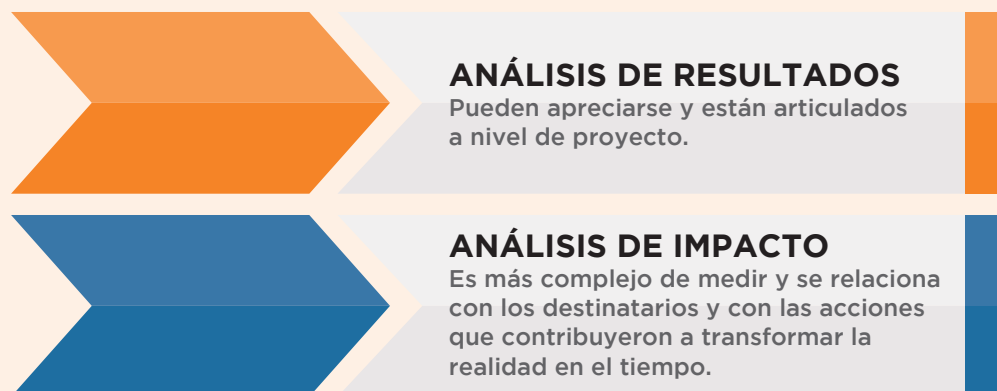 ANÁLISIS DE RESULTADOS
Pueden apreciarse y están articulados
a nivel de proyecto.
ANÁLISIS DE IMPACTO
Es más complejo de medir y se relaciona
con los destinatarios y con las acciones
que contribuyeron a transformar la
realidad en el tiempo.